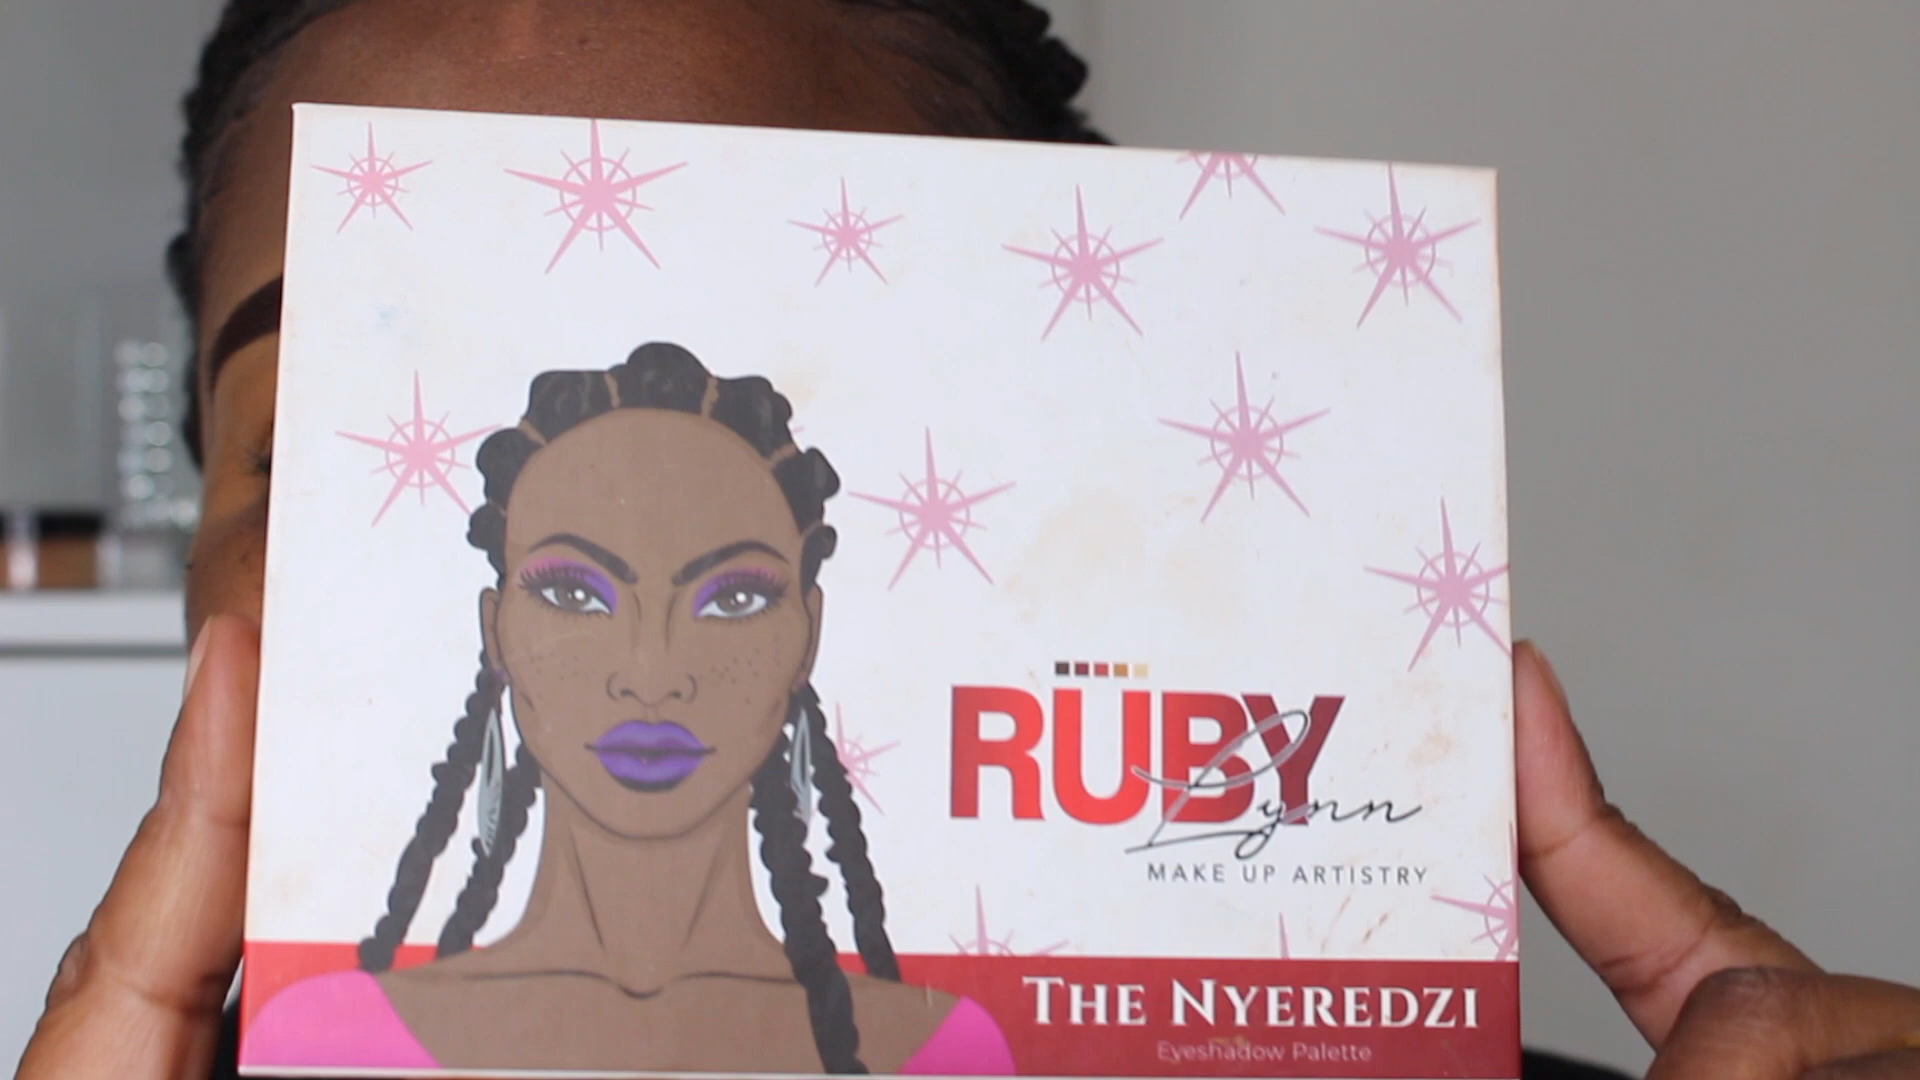 RÜBY
Lynn
MAKE UP ARTISTRY
THE NYEREDZI
Eyeshadow Palette